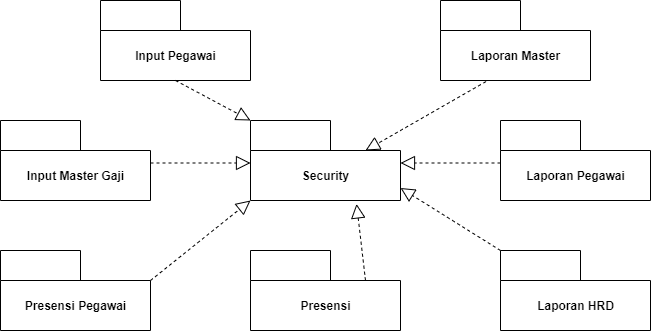 Input Pegawai
Laporan Master
Input Master Gaji
Security
Laporan Pegawai
Presensi Pegawai
Presensi
Laporan HRD